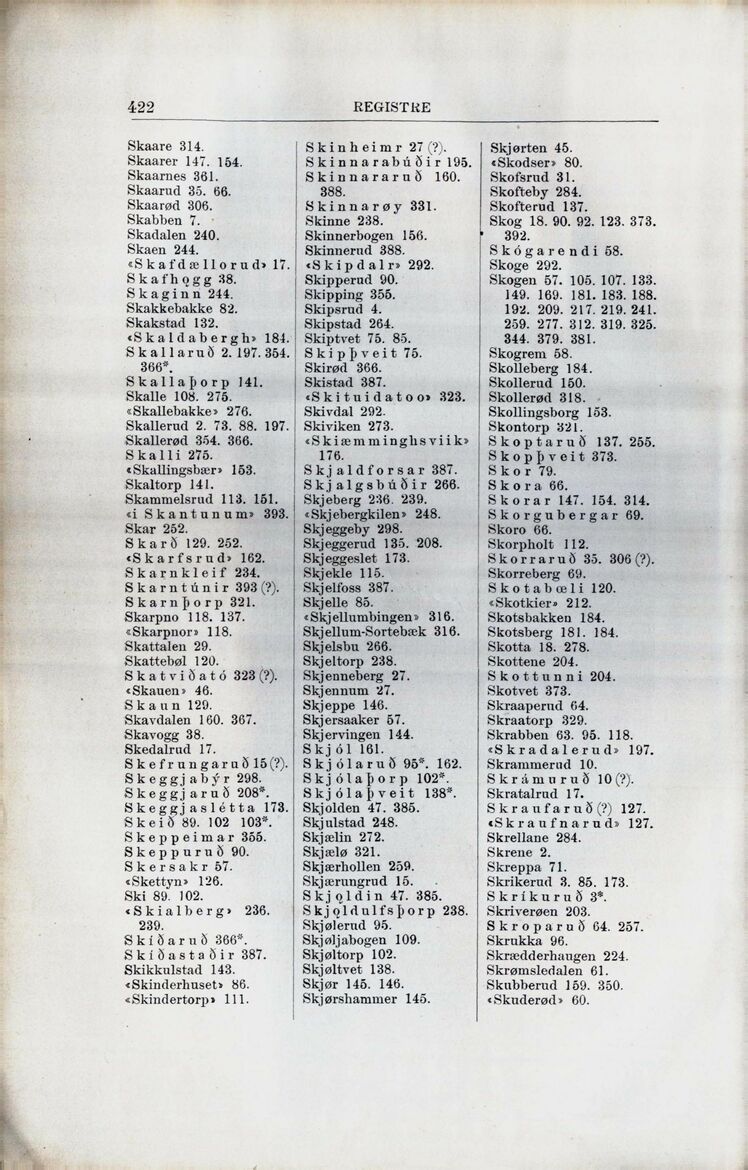 422
REGISTRE
Skaare 314.
Skaarer 147. 154.
Skaarnes 361.
Skaarud 35. 66.
Skaarød 306.
Skabben 7.
Skadalen 240.
Skaen 244.
«Skafdællorud» 17.
Skafhǫgg 38.
Skaginn 244.
Skakkebakke 82.
Skakstad 132.
«Skaldabergh» 184.
Skallaruð 2. 197. 354.
366*.
Skallaþorp 141.
Skalle 108. 275.
«Skallebakke» 276.
Skallerud 2. 73. 88. 197.
Skallerød 354. 366.
Skalli 275.
«Skallingsbær» 153.
Skaltorp 141.
Skammelsrud 113. 151.
«i Skantunum» 393.
Skar 252.
Skarð 129. 252.
«Skarfsrud» 162.
Skarnkleif 234.
Skarntúnir 393 (?).
Skarnþorp 321.
Skarpno 118. 137.
«Skarpnor» 118.
Skattalen 29.
Skattebøl 120.
Skatviðató 323 (?).
«Skauen» 46.
Skaun 129.
Skavdalen 160. 367.
Skavogg 38.
Skedalrud 17.
Skefrungaruð 15 (?).
Skeggjabýr 298.
Skeggjaruð 208*.
Skeggjaslétta 173.
Skeið 89. 102 103*.
Skeppeimar 355.
Skeppuruð 90.
Skersakr 57.
«Skettyn» 126.
Ski 89. 102.
«Skialberg» 236.
239.
Skíðaruð 366*.
Skíðastaðir 387.
Skikkulstad 143.
«Skinderhuset» 86.
«Skindertorp» 111.
Skinheimr 27 (?).
Skinnarabúðir 195.
Skinnararuð 160.
388.
Skinnarøy 331.
Skinne 238.
Skinnerbogen 156.
Skinnerud 388.
«Skipdalr» 292.
Skipperud 90.
Skipping 355.
Skipsrud 4.
Skipstad 264.
Skiptvet 75. 85.
Skipþveit 75.
Skirød 366.
Skistad 387.
«Skituidatoo» 323.
Skivdal 292.
Skiviken 273.
«Skiæmminghsviik»
176.
Skjaldforsar 387.
Skjalgsbúðir 266.
Skjeberg 236. 239.
«Skjebergkilen» 248.
Skjeggeby 298.
Skjeggerud 135. 208.
Skjeggeslet 173.
Skjekle 115.
Skjelfoss 387.
Skjelle 85.
«Skjellumbingen» 316.
Skjellum-Sortebæk 316.
Skjelsbu 266.
Skjeltorp 238.
Skjenneberg 27.
Skjennum 27.
Skjeppe 146.
Skjersaaker 57.
Skjervingen 144.
Skjól 161.
Skjólaruð 95*. 162.
Skjólaþorp 102*.
Skjólaþveit 138*.
Skjolden 47. 385.
Skjulstad 248.
Skjælin 272.
Skjælø 321.
Skjærhollen 259.
Skjærungrud 15.
Skjǫldin 47. 385.
Skjǫldulfsþorp 238.
Skjølerud 95.
Skjøljabogen 109.
Skjøltorp 102.
Skjøltvet 138.
Skjør 145. 146.
Skjørshammer 145.
Skjørten 45.
«Skodser» 80.
Skofsrud 31.
Skofteby 284.
Skofterud 137.
Skog 18. 90. 92. 123. 373.
392.
Skógarendi 58.
Skoge 292.
Skogen 57. 105. 107. 133.
149. 169. 181. 183. 188.
192. 209. 217. 219. 241.
259. 277. 312. 319. 325.
344. 379. 381.
Skogrem 58.
Skolleberg 184.
Skollerud 150.
Skollerød 318.
Skollingsborg 153.
Skontorp 321.
Skoptaruð 137. 255.
Skopþveit 373.
Skor 79.
Skora 66.
Skorar 147. 154. 314.
Skorgubergar 69.
Skoro 66.
Skorpholt 112.
Skorraruð 35. 306 (?).
Skorreberg 69.
Skotabœli 120.
«Skotkier» 212.
Skotsbakken 184.
Skotsberg 181. 184.
Skotta 18. 278.
Skottene 204.
Skottunni 204.
Skotvet 373.
Skraaperud 64.
Skraatorp 329.
Skrabben 63. 95. 118.
«Skradalerud» 197.
Skrammerud 10.
Skrámuruð 10 (?).
Skratalrud 17.
Skraufaruð (?) 127.
«Skraufnarud» 127.
Skrellane 284.
Skrene 2.
Skreppa 71.
Skrikerud 3. 85. 173.
Skríkuruð 3*.
Skriverøen 203.
Skroparuð 64. 257.
Skrukka 96.
Skrædderhaugen 224.
Skrømsledalen 61.
Skubberud 159. 350.
«Skuderød» 60.